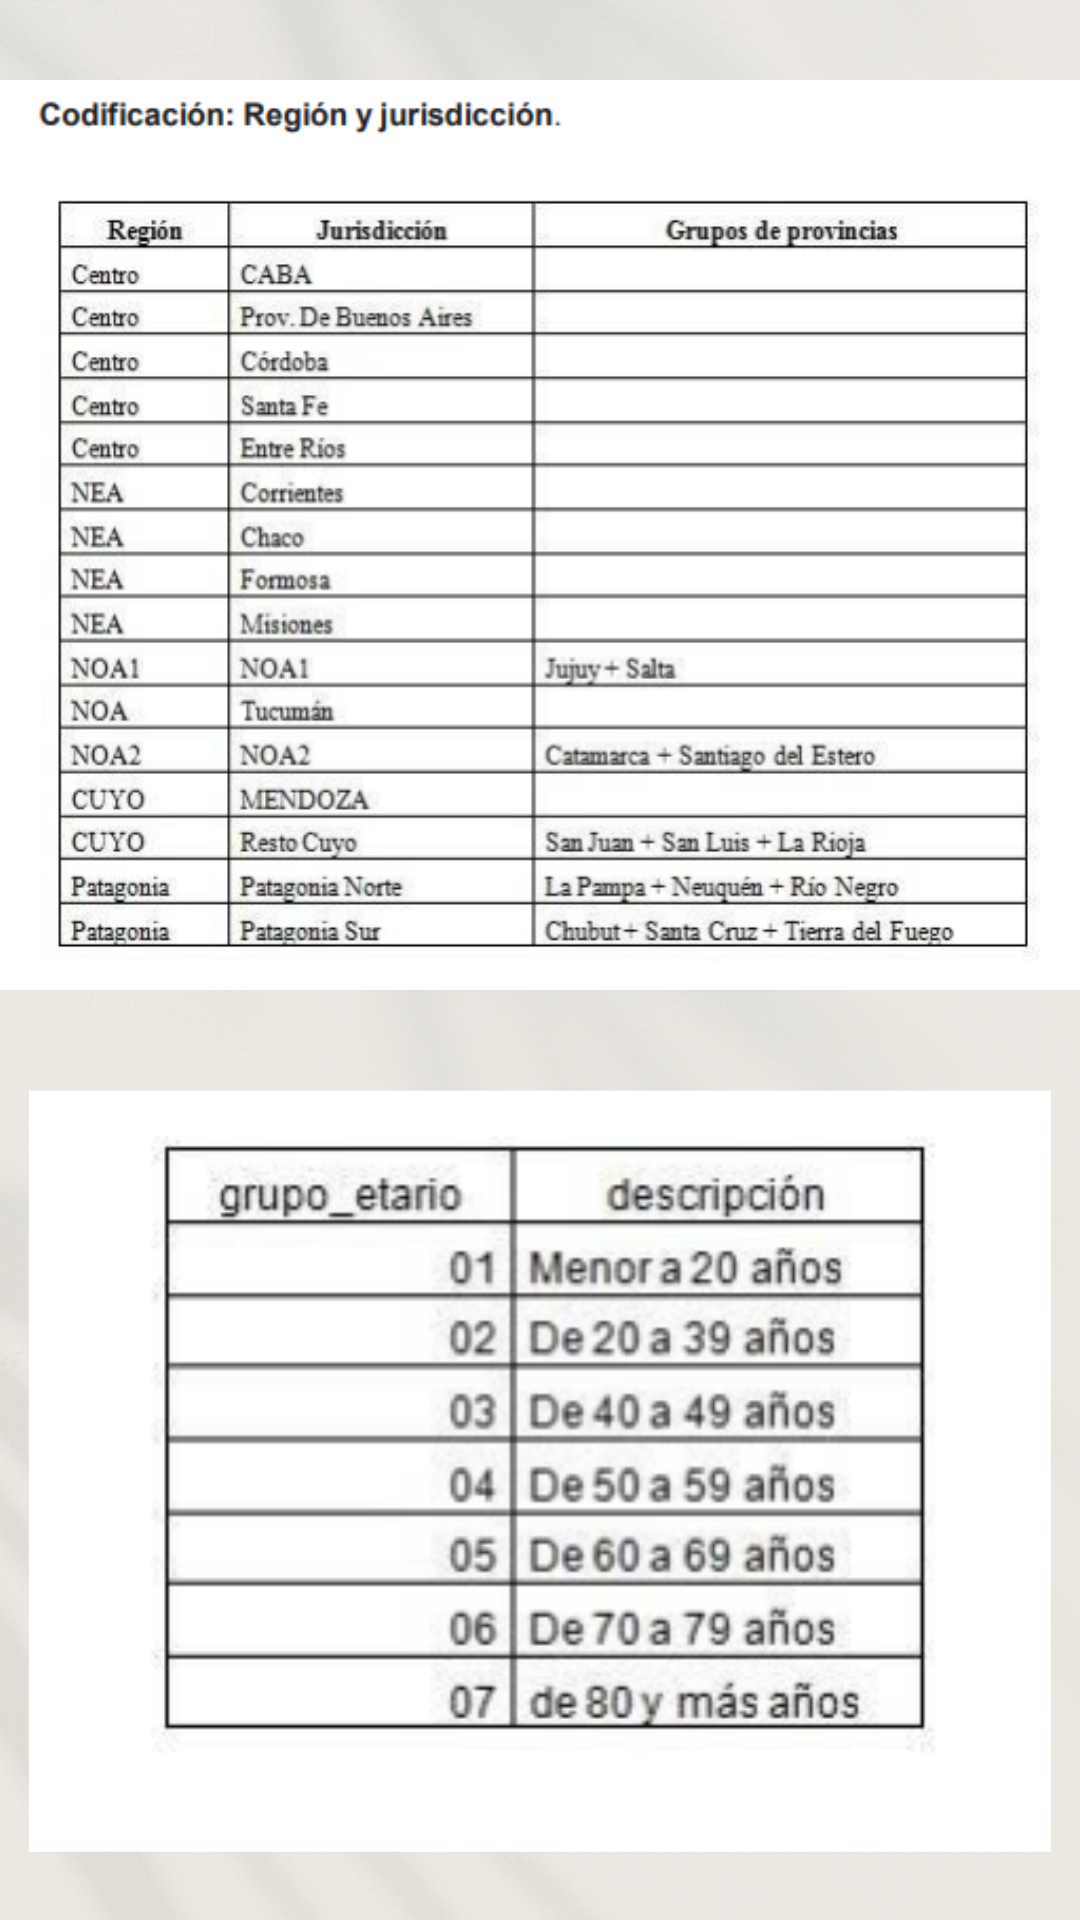 Codificación: Región y jurisdicción.
Región Jurisdicción Grupos de provincias
Centro CABA
Centro Prov. De Buenos Aires
Centro Córdoba
Centro Santa Fe
Centro Entre Ríos
NEA Corrientes
NEA Chaco
NEA Formosa
NEA Misiones
NOA1 NOA1 Jujuy + Salta
NOA Tucumán
NOA2 NOA2 Catamarca + Santiago del Estero
CUYO MENDOZA
CUYO Resto Cuyo San Juan + San Luis + La Rioja
Patagonia Patagonia Norte La Pampa + Neuquén + Río Negro
Patagonia Patagonia Sur Chubut + Santa Cruz + Tierra del Fuego
grupo_etario descripción
01 Menor a 20 años
02 De 20 a 39 años
03 De 40 a 49 años
04 De 50 a 59 años
05 De 60 a 69 años
06 De 70 a 79 años
07 de 80 y más años